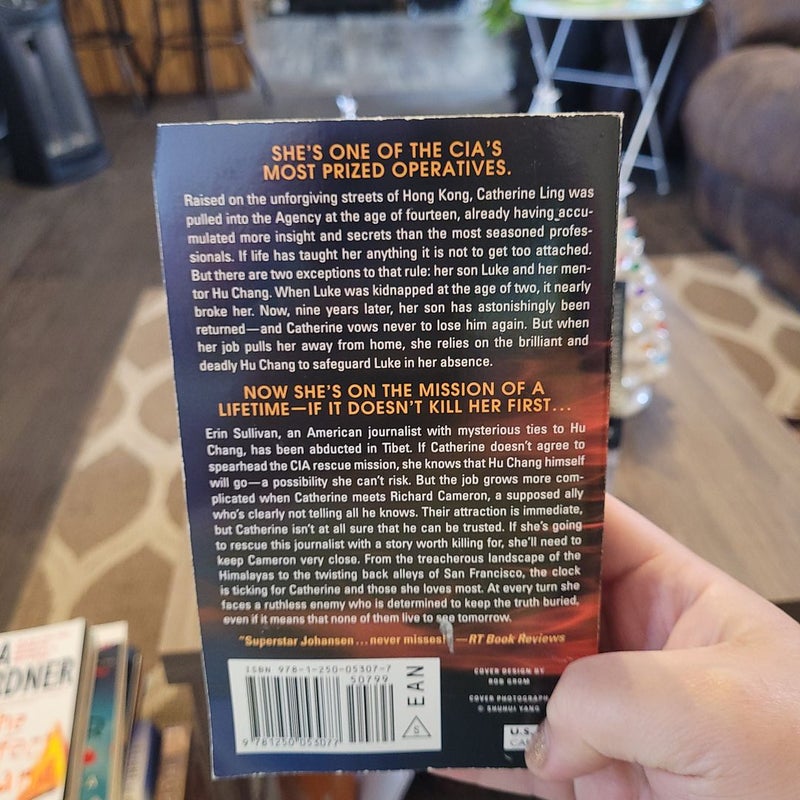 SHE'S ONE OF THE CIA'S
MOST PRIZED OPERATIVES.
Raised on the unforgiving streets of Hong Kong, Catherine Ling was
pulled into the Agency at the age of fourteen, already having accu-
mulated more insight and secrets than the most seasoned profes-
sionals. If life has taught her anything it is not to get too attached.
But there are two exceptions to that rule: her son Luke and her men-
tor Hu Chang. When Luke was kidnapped at the age of two, it nearly
broke her. Now, nine years later, her son has astonishingly been
returned—and Catherine vows never to lose him again. But when
her job pulls her away from home, she relies on the brilliant and
deadly Hu Chang to safeguard Luke in her absence.
NOW SHE'S ON THE MISSION OF A
LIFETIME—IF IT DOESN'T KILL HER FIRST...
Erin Sullivan, an American journalist with mysterious ties to Hu
Chang, has been abducted in Tibet. If Catherine doesn't agree to
spearhead the CIA rescue mission, she knows that Hu Chang himself
will go—a possibility she can't risk. But the job grows more com-
plicated when Catherine meets Richard Cameron, a supposed ally
who's clearly not telling all he knows. Their attraction is immediate,
but Catherine isn't at all sure that he can be trusted. If she's going
to rescue this journalist with a story worth killing for, she'll need to
keep Cameron very close. From the treacherous landscape of the
Himalayas to the twisting back alleys of San Francisco, the clock
is ticking for Catherine and those she loves most. At every turn she
faces a ruthless enemy who is determined to keep the truth buried,
even if it means that none of them live to see tomorrow.
"Superstar Johansen...never misses!" —RT Book Reviews
ISBN 978-1-250-05307-7
50799
EAN
S
9 781250 053077
COVER DESIGN BY
ROB GROM
COVER PHOTOGRAPH
© SHUHUI YANG
U.S.
RDNER